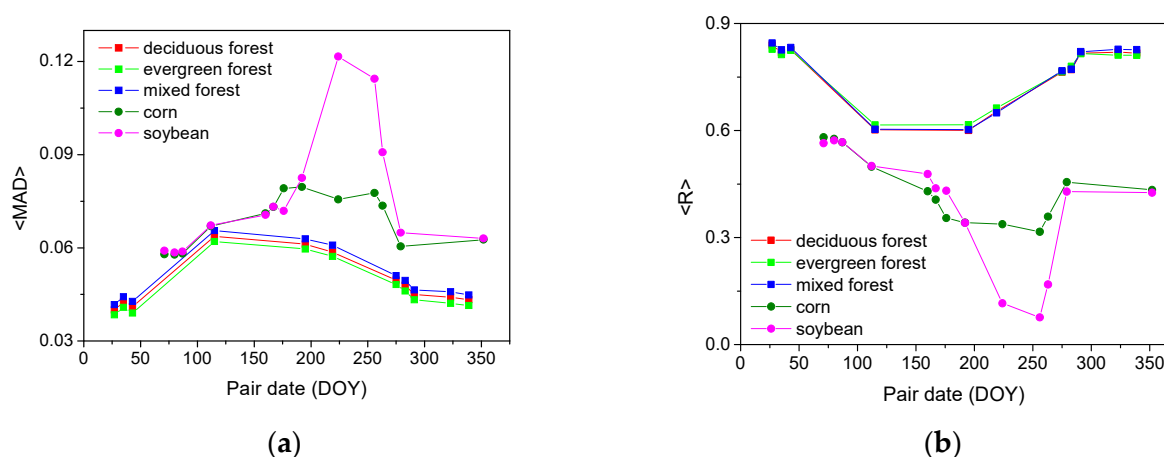 0.12
0.09
0.06
0.03
<MAD>
deciduous forest
evergreen forest
mixed forest
corn
soybean
0 50 100 150 200 250 300 350
Pair date (DOY)
(a)
0.9
0.6
0.3
0.0
<R>
deciduous forest
evergreen forest
mixed forest
corn
soybean
0 50 100 150 200 250 300 350
Pair date (DOY)
(b)